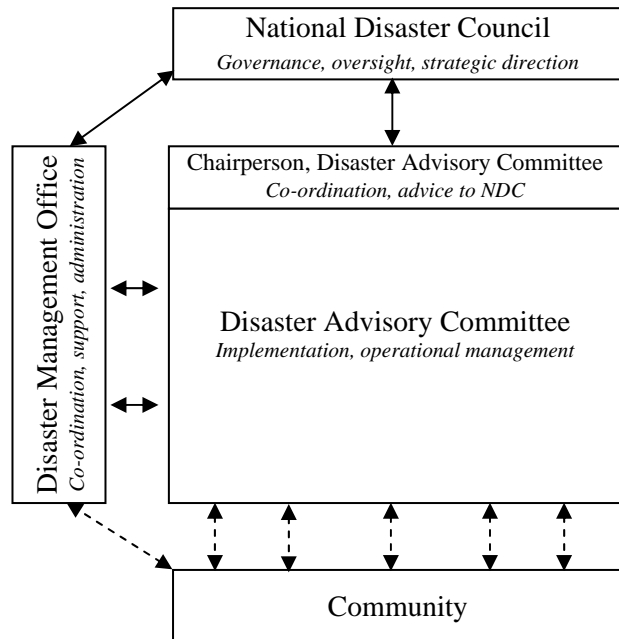 National Disaster Council
Governance, oversight, strategic direction
Disaster Management Office
Co-ordination, support, administration
Chairperson, Disaster Advisory Committee
Co-ordination, advice to NDC
Disaster Advisory Committee
Implementation, operational management
Community